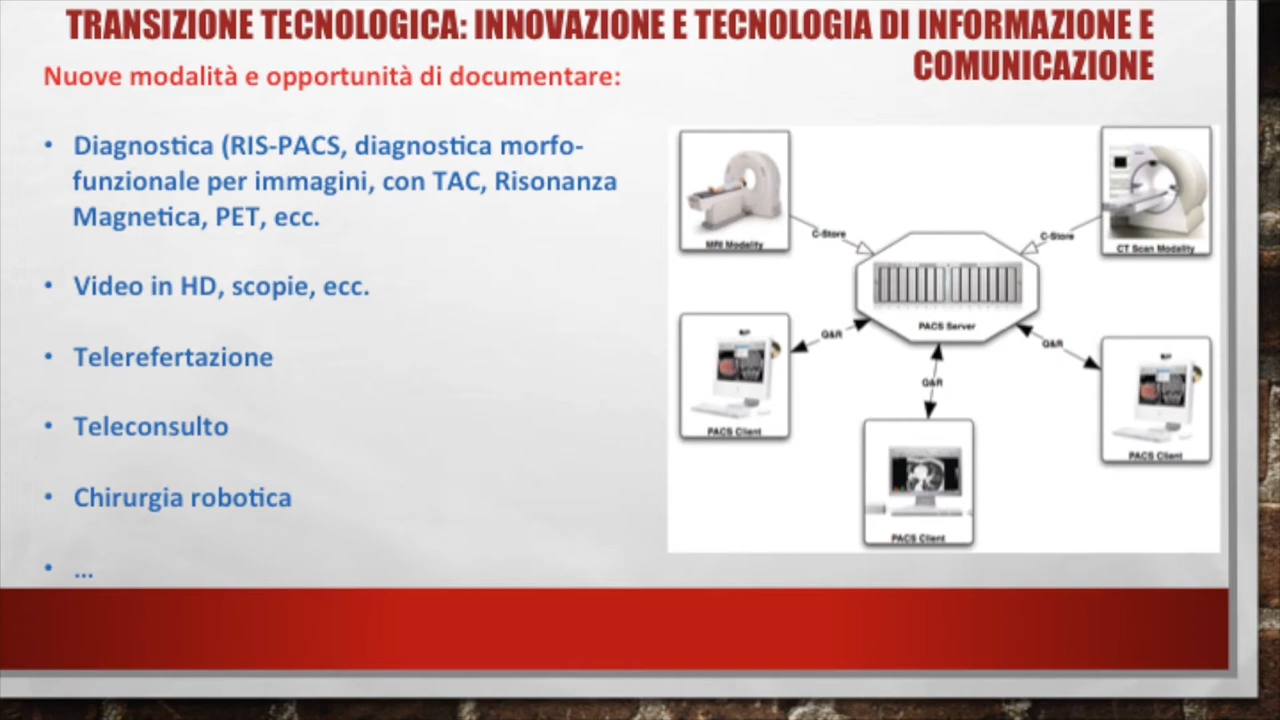 TRANSIZIONE TECNOLOGICA: INNOVAZIONE E TECNOLOGIA DI INFORMAZIONE E
COMUNICAZIONE
Nuove modalità e opportunità di documentare:
• Diagnostica (RIS-PACS, diagnostica morfo-
funzionale per immagini, con TAC, Risonanza
Magnetica, PET, ecc.
• Video in HD, scopie, ecc.
• Telerefertazione
• Teleconsulto
• Chirurgia robotica
• ...
MRI Modality
C-Store
C-Store
CT Scan Modality
PACS Server
Q&R
Q&R
Q&R
PACS Client
PACS Client
PACS Client